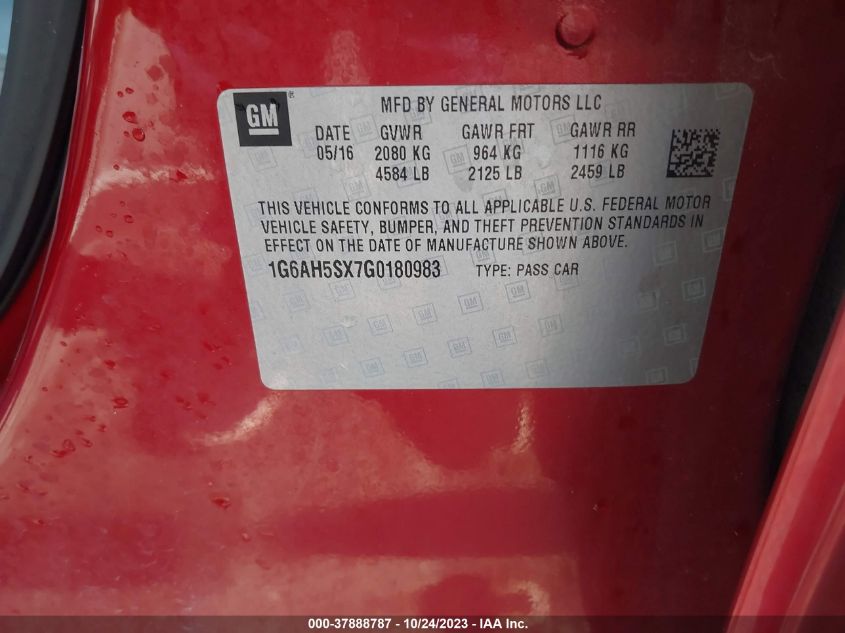 GM
MFD BY GENERAL MOTORS LLC
DATE GVWR GAWR FRT GAWR RR
05/16 2080 KG 964 KG 1116 KG
4584 LB 2125 LB 2459 LB
THIS VEHICLE CONFORMS TO ALL APPLICABLE U.S. FEDERAL MOTOR
VEHICLE SAFETY, BUMPER, AND THEFT PREVENTION STANDARDS IN
EFFECT ON THE DATE OF MANUFACTURE SHOWN ABOVE.
1G6AH5SX7G0180983 TYPE: PASS CAR
000-37888787 - 10/24/2023 - IAA Inc.